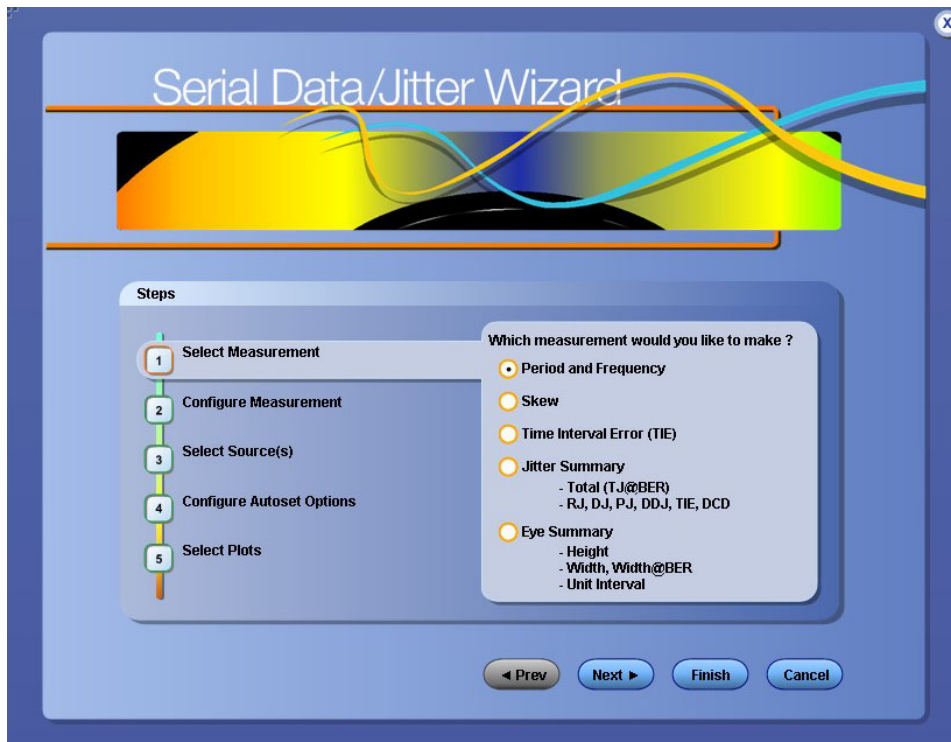 X
Serial Data/Jitter Wizard
Steps
1 Select Measurement
2 Configure Measurement
3 Select Source(s)
4 Configure Autoset Options
5 Select Plots
Which measurement would you like to make ?
Period and Frequency
Skew
Time Interval Error (TIE)
Jitter Summary
- Total (TJ@BER)
- RJ, DJ, PJ, DDJ, TIE, DCD
Eye Summary
- Height
- Width, Width@BER
- Unit Interval
◄ Prev Next ► Finish Cancel